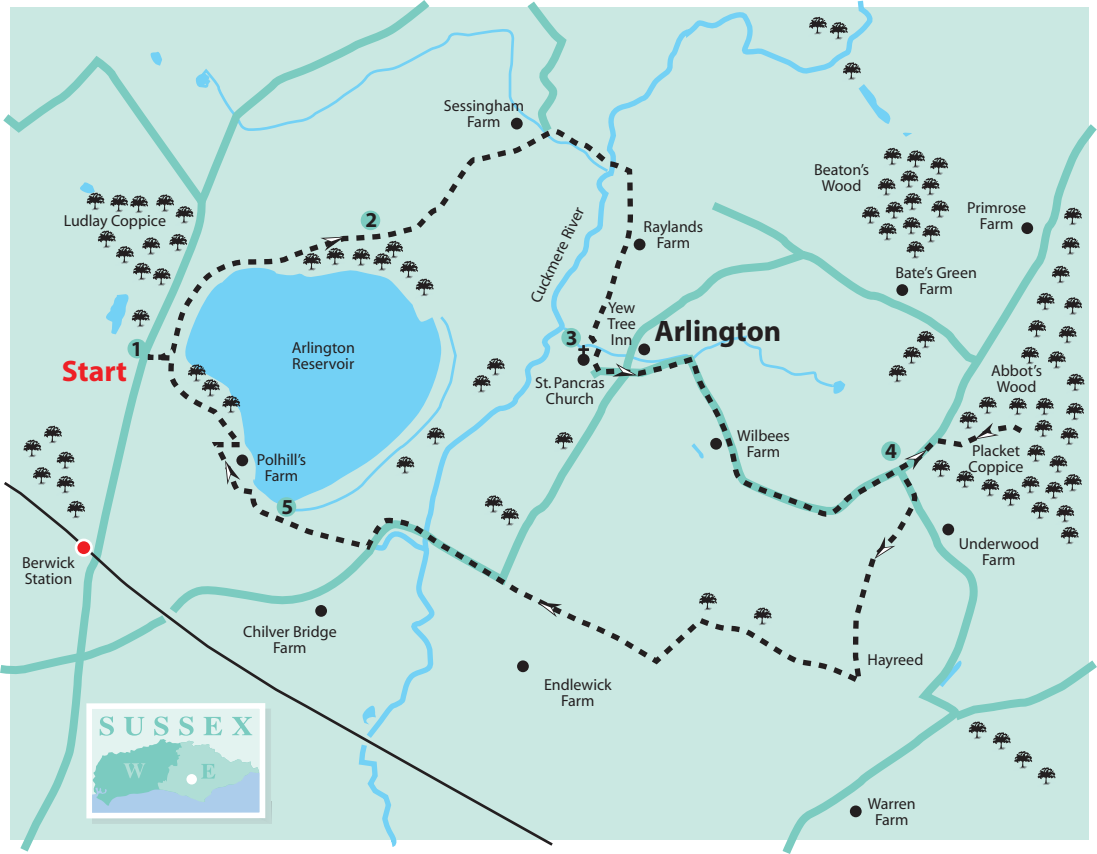 Sessingham
Farm
Beaton's
Wood
Ludlay Coppice
2
Primrose
Farm
Raylands
Farm
Cuckmere River
Bate's Green
Farm
Yew
Tree
Inn
Arlington
3
1
Start
Arlington
Reservoir
St. Pancras
Church
Abbot's
Wood
Wilbees
Farm
4
Placket
Coppice
Polhill's
Farm
5
Berwick
Station
Underwood
Farm
Chilver Bridge
Farm
Hayreed
Endlewick
Farm
SUSSEX
W
E
Warren
Farm